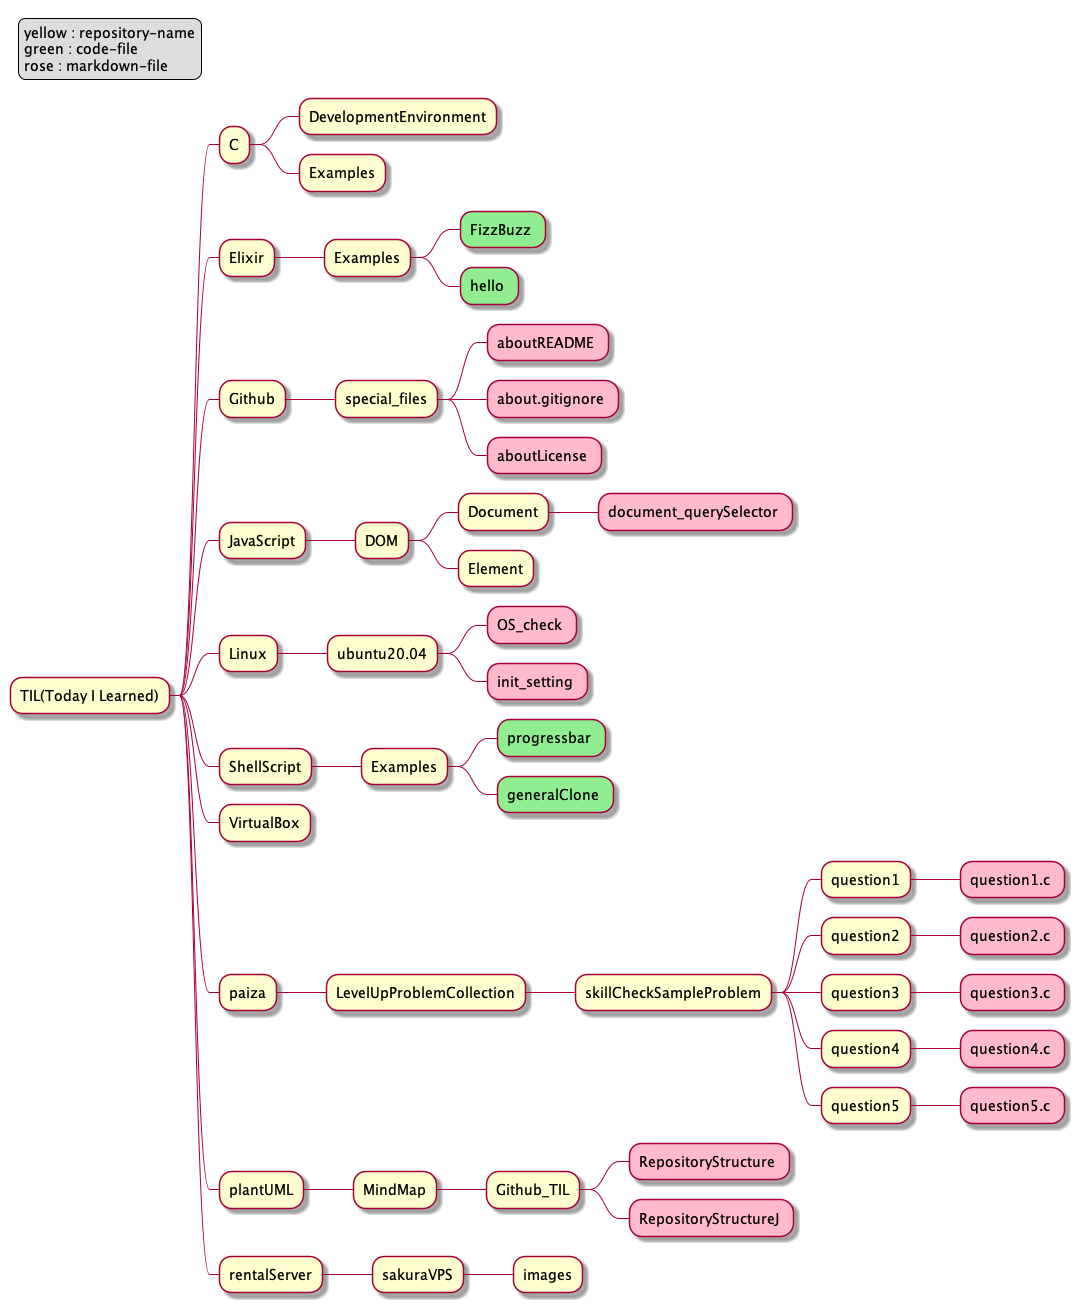 yellow : repository-name
green : code-file
rose : markdown-file
TIL(Today I Learned)
C
DevelopmentEnvironment
Examples
Elixir
Examples
FizzBuzz
hello
Github
special_files
aboutREADME
about.gitignore
aboutLicense
JavaScript
DOM
Document
document_querySelector
Element
Linux
ubuntu20.04
OS_check
init_setting
ShellScript
Examples
progressbar
generalClone
VirtualBox
paiza
LevelUpProblemCollection
skillCheckSampleProblem
question1
question1.c
question2
question2.c
question3
question3.c
question4
question4.c
question5
question5.c
plantUML
MindMap
Github_TIL
RepositoryStructure
RepositoryStructureJ
rentalServer
sakuraVPS
images